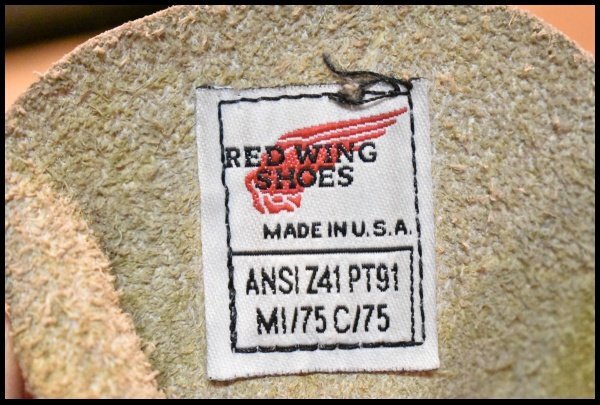 RED WING
SHOES
MADE IN U.S.A.
ANSI Z41 PT91
MI/75 C/75